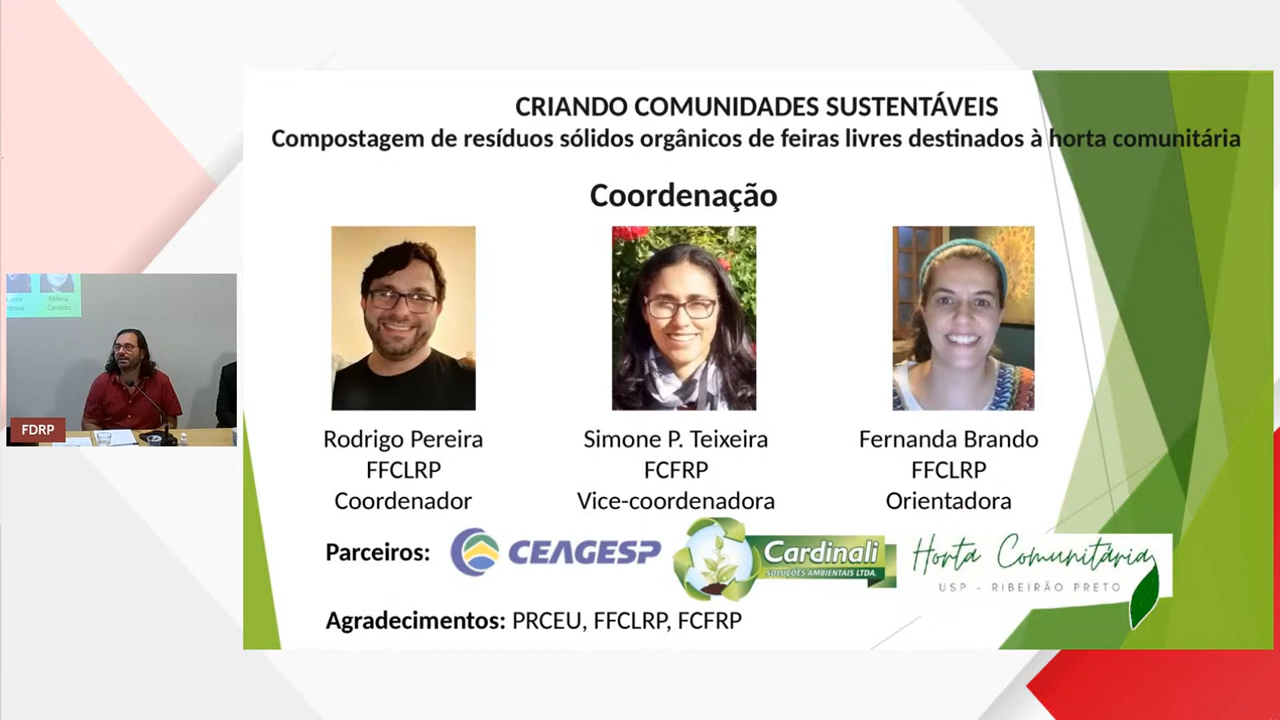 CRIANDO COMUNIDADES SUSTENTÁVEIS
Compostagem de resíduos sólidos orgânicos de feiras livres destinados à horta comunitária
Coordenação
Rodrigo Pereira
FFCLRP
Coordenador
Simone P. Teixeira
FCFRP
Vice-coordenadora
Fernanda Brando
FFCLRP
Orientadora
Parceiros:
CEAGESP
Cardinali
SOLUÇÕES AMBIENTAIS LTDA.
Horta Comunitária
USP - RIBEIRÃO PRETO
Agradecimentos: PRCEU, FFCLRP, FCFRP
Milena
Candido
FDRP